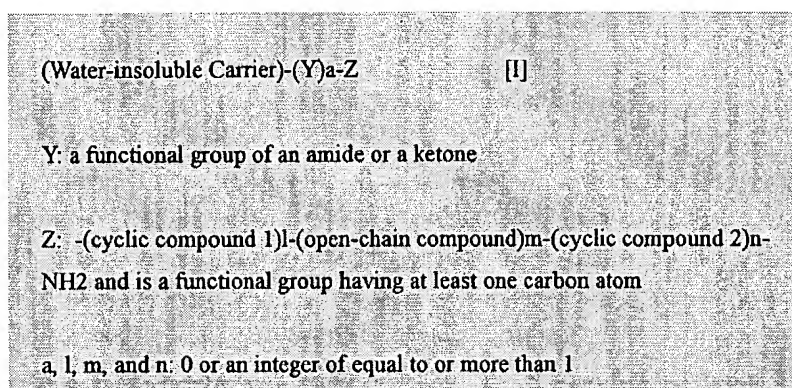 (Water-insoluble Carrier)-(Y)a-Z [I]
Y: a functional group of an amide or a ketone
Z: -(cyclic compound 1)l-(open-chain compound)m-(cyclic compound 2)n-
NH2 and is a functional group having at least one carbon atom
a, l, m, and n: 0 or an integer of equal to or more than 1